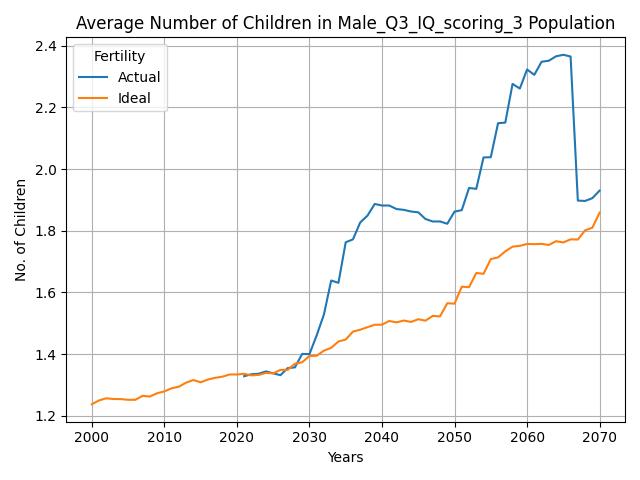 Average Number of Children in Male_Q3_IQ_scoring_3 Population
Fertility
Actual
Ideal
No. of Children
2.4
2.2
2.0
1.8
1.6
1.4
1.2
2000 2010 2020 2030 2040 2050 2060 2070
Years